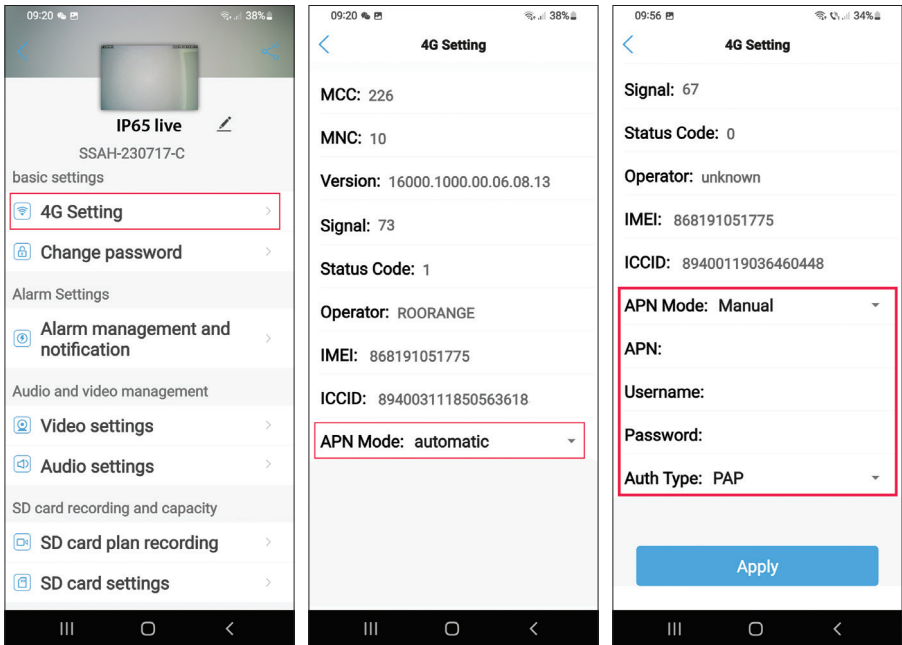 09:20
38%
IP65 live
SSAH-230717-C
basic settings
4G Setting
Change password
Alarm Settings
Alarm management and
notification
Audio and video management
Video settings
Audio settings
SD card recording and capacity
SD card plan recording
SD card settings
09:20
38%
4G Setting
MCC: 226
MNC: 10
Version: 16000.1000.00.06.08.13
Signal: 73
Status Code: 1
Operator: ROORANGE
IMEI: 868191051775
ICCID: 894003111850563618
APN Mode: automatic
09:56
34%
4G Setting
Signal: 67
Status Code: 0
Operator: unknown
IMEI: 868191051775
ICCID: 89400119036460448
APN Mode: Manual
APN:
Username:
Password:
Auth Type: PAP
Apply